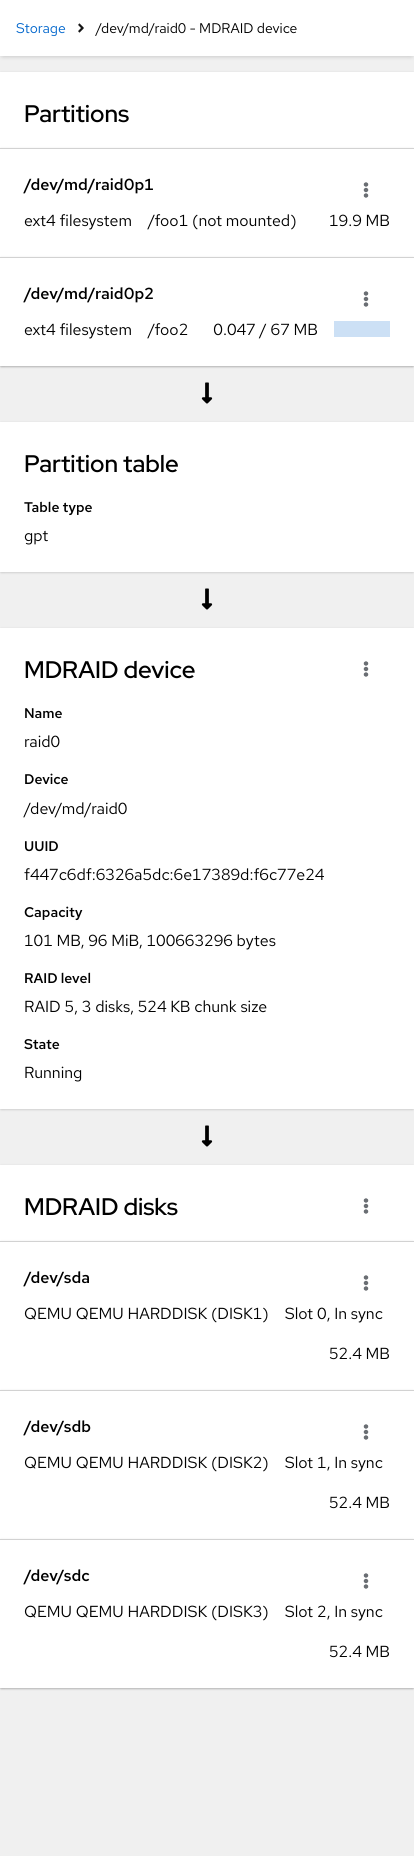 Storage > /dev/md/raid0 - MDRAID device
Partitions
/dev/md/raid0p1
ext4 filesystem /foo1 (not mounted) 19.9 MB
/dev/md/raid0p2
ext4 filesystem /foo2 0.047 / 67 MB
Partition table
Table type
gpt
MDRAID device
Name
raid0
Device
/dev/md/raid0
UUID
f447c6df:6326a5dc:6e17389d:f6c77e24
Capacity
101 MB, 96 MiB, 100663296 bytes
RAID level
RAID 5, 3 disks, 524 KB chunk size
State
Running
MDRAID disks
/dev/sda
QEMU QEMU HARDDISK (DISK1) Slot 0, In sync
52.4 MB
/dev/sdb
QEMU QEMU HARDDISK (DISK2) Slot 1, In sync
52.4 MB
/dev/sdc
QEMU QEMU HARDDISK (DISK3) Slot 2, In sync
52.4 MB